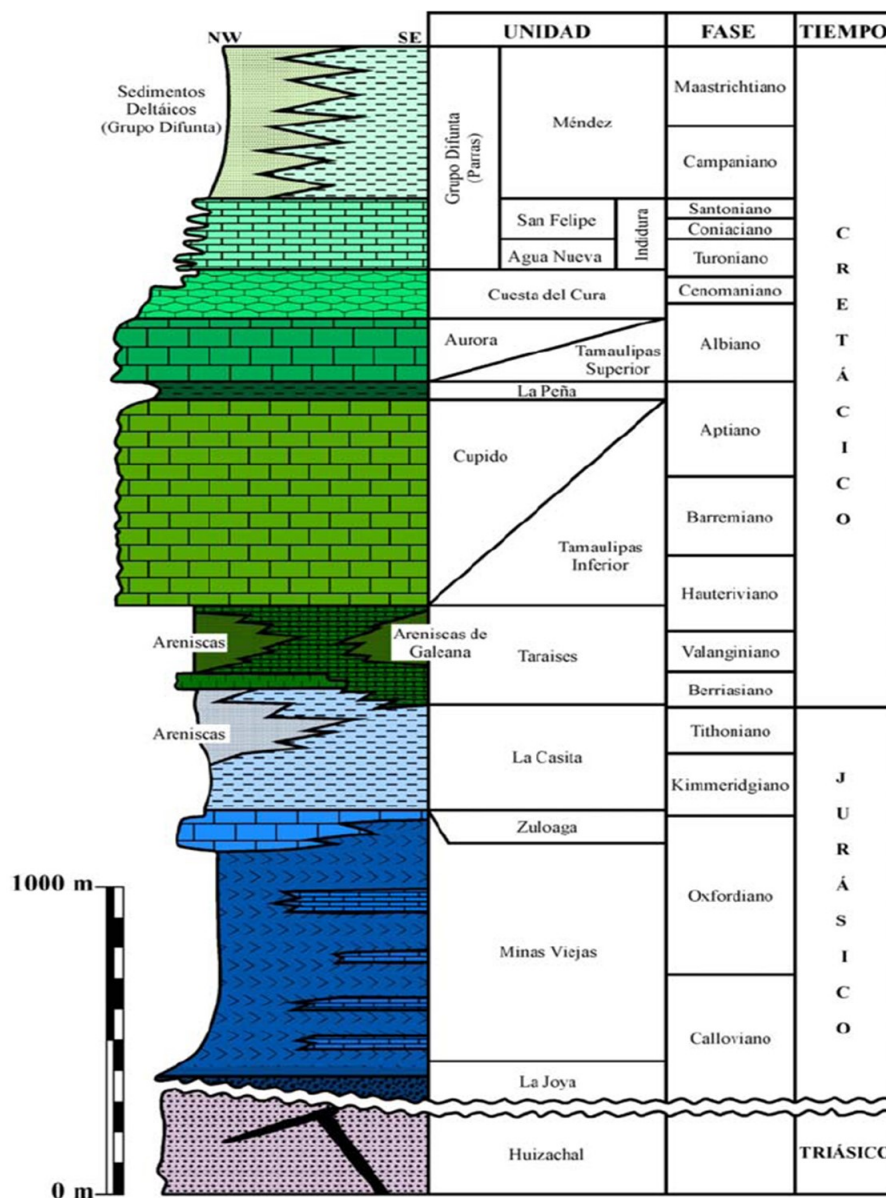 NW SE UNIDAD FASE TIEMPO
Sedimentos
Deltáicos
(Grupo Difunta)
Grupo Difunta
(Parras)
Méndez
San Felipe
Agua Nueva
Indidura
Cuesta del Cura
Aurora
Tamaulipas
Superior
La Peña
Cupido
Tamaulipas
Inferior
Areniscas
Areniscas de
Galeana
Taraises
Areniscas
La Casita
Zuloaga
Minas Viejas
La Joya
Huizachal
Maastrichtiano
Campaniano
Santoniano
Coniaciano
Turoniano
Cenomaniano
Albiano
Aptiano
Barremiano
Hauteriviano
Valanginiano
Berriasiano
Tithoniano
Kimmeridgiano
Oxfordiano
Calloviano
CRETÁCICO
JURÁSICO
TRIÁSICO
1000 m
0 m